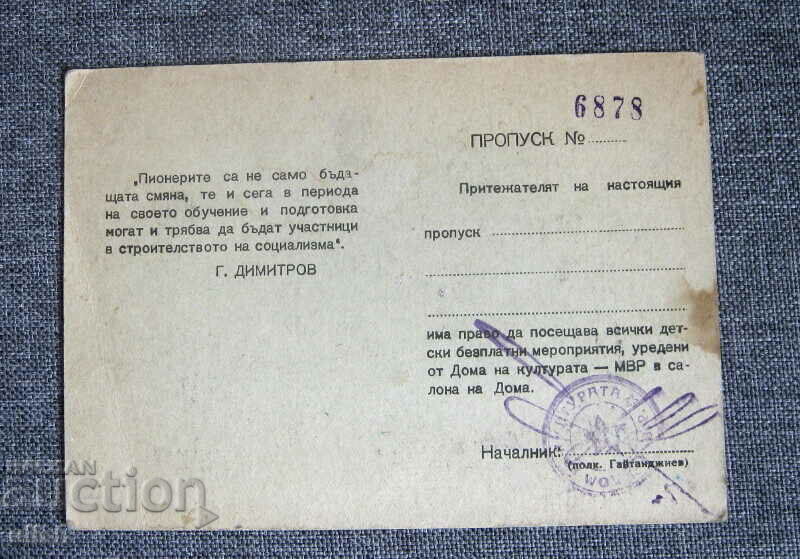 „Пионерите са не само бъда-
щата смяна, те и сега в периода
на своето обучение и подготовка
могат и трябва да бъдат участници
в строителството на социализма“.
Г. ДИМИТРОВ
6878
ПРОПУСК №
Притежателят на настоящия
пропуск
има право да посещава всички дет-
ски безплатни мероприятия, уредени
от Дома на културата — МВР в са-
лона на Дома.
Началник:
(полк. Гайтанджиев)
auction